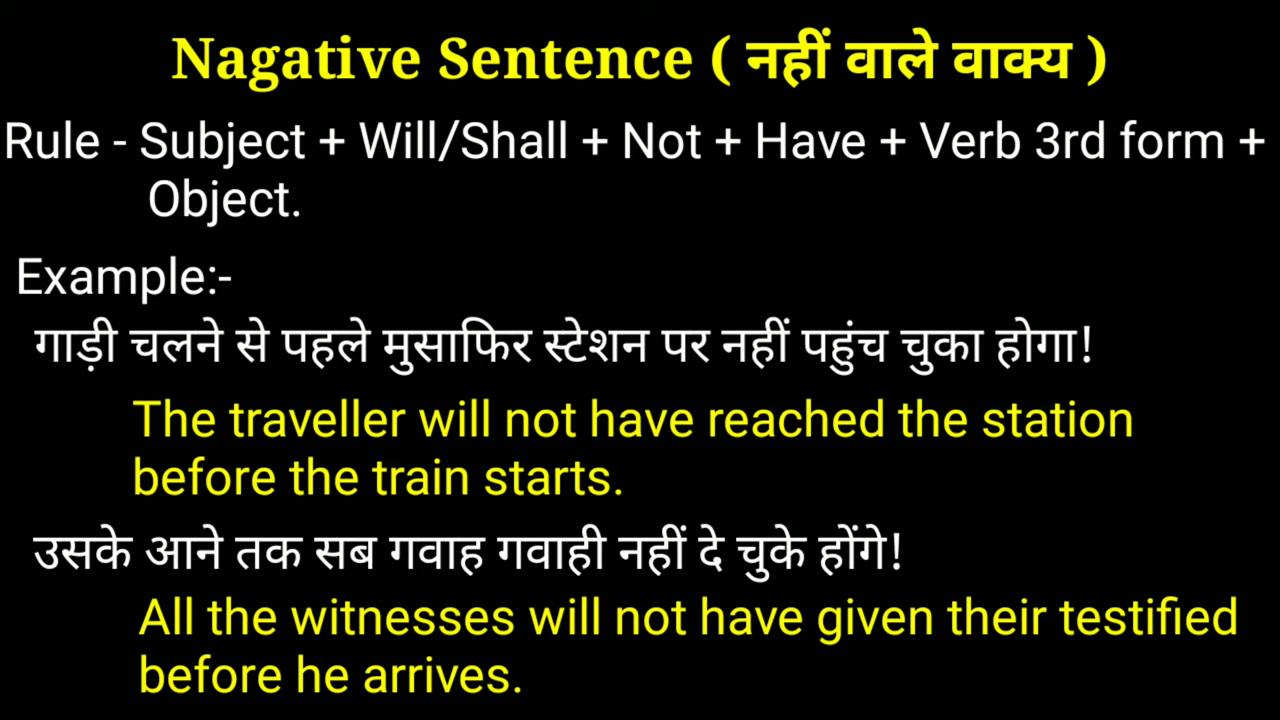 Nagative Sentence ( नहीं वाले वाक्य )
Rule - Subject + Will/Shall + Not + Have + Verb 3rd form +
Object.
Example:-
गाड़ी चलने से पहले मुसाफिर स्टेशन पर नहीं पहुंच चुका होगा!
The traveller will not have reached the station
before the train starts.
उसके आने तक सब गवाह गवाही नहीं दे चुके होंगे!
All the witnesses will not have given their testified
before he arrives.